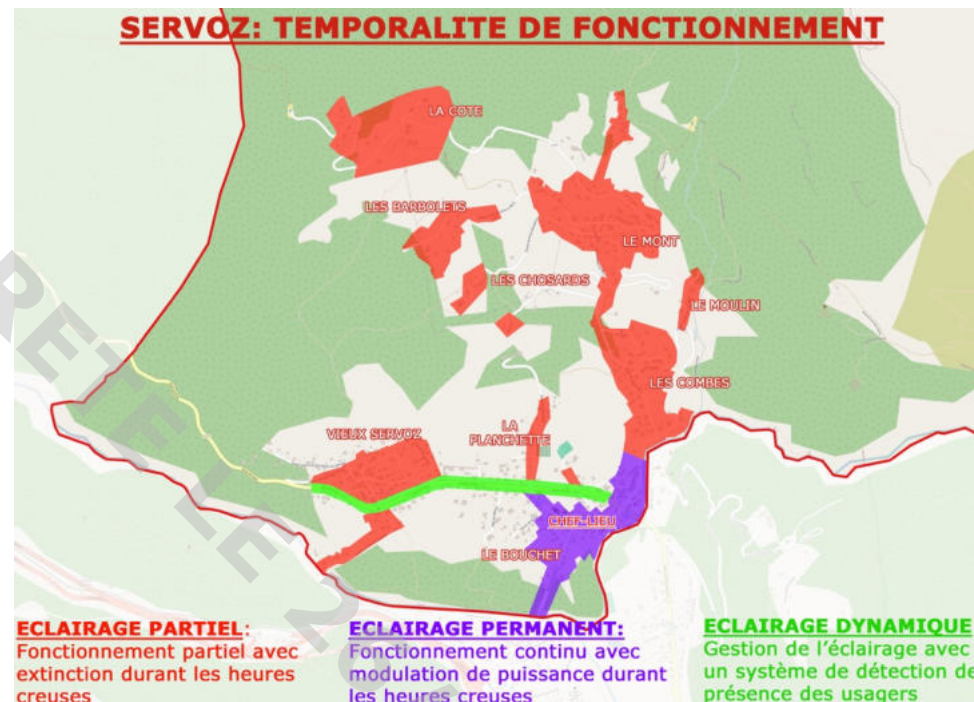 SERVOZ: TEMPORALITE DE FONCTIONNEMENT
LA COTE
LES BARBOLETS
LE MONT
LES CHOSARDS
LE MOULIN
LES COMBES
VIEUX SERVOZ
LA
PLANCHETTE
CHEF-LIEU
LE BOUCHET
ECLAIRAGE PARTIEL:
Fonctionnement partiel avec
extinction durant les heures
creuses
ECLAIRAGE PERMANENT:
Fonctionnement continu avec
modulation de puissance durant
les heures creuses
ECLAIRAGE DYNAMIQUE
Gestion de l’éclairage avec
un système de détection de
présence des usagers